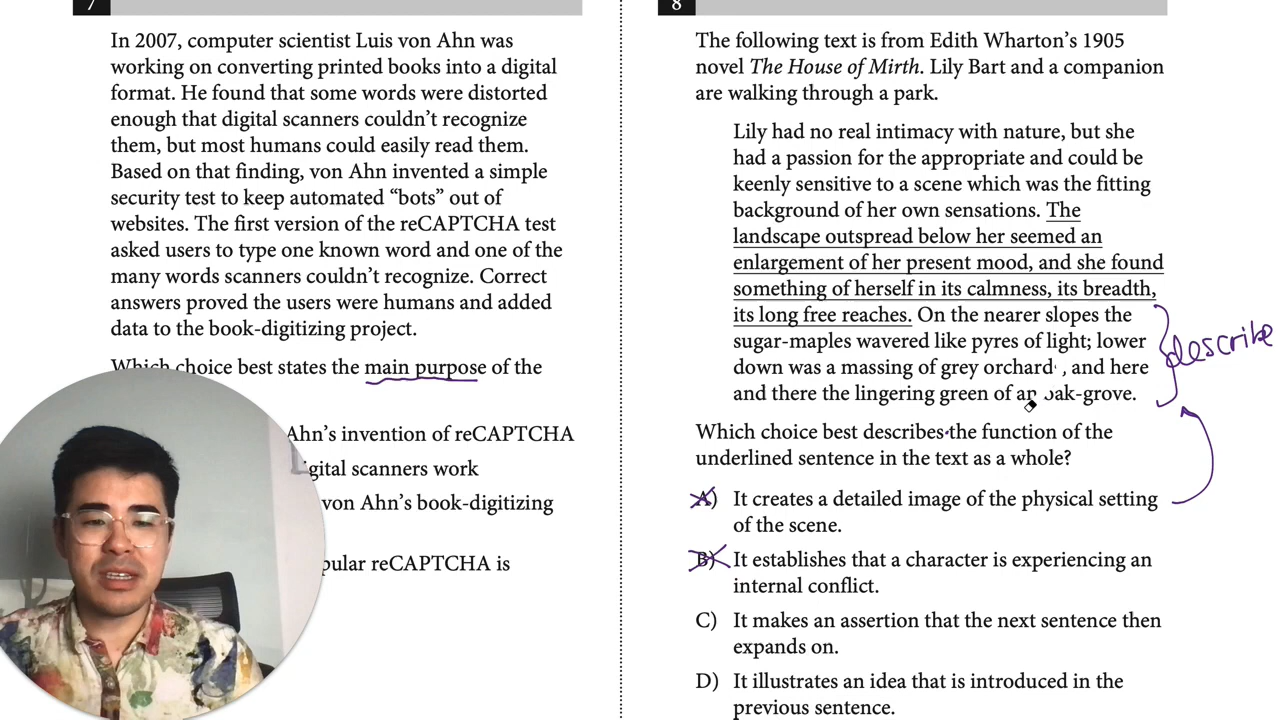 7
In 2007, computer scientist Luis von Ahn was
working on converting printed books into a digital
format. He found that some words were distorted
enough that digital scanners couldn't recognize
them, but most humans could easily read them.
Based on that finding, von Ahn invented a simple
security test to keep automated “bots” out of
websites. The first version of the reCAPTCHA test
asked users to type one known word and one of the
many words scanners couldn't recognize. Correct
answers proved the users were humans and added
data to the book-digitizing project.
Which choice best states the main purpose of the
Ahn's invention of reCAPTCHA
igital scanners work
von Ahn's book-digitizing
pular reCAPTCHA is
8
The following text is from Edith Wharton's 1905
novel The House of Mirth. Lily Bart and a companion
are walking through a park.
Lily had no real intimacy with nature, but she
had a passion for the appropriate and could be
keenly sensitive to a scene which was the fitting
background of her own sensations. The
landscape outspread below her seemed an
enlargement of her present mood, and she found
something of herself in its calmness, its breadth,
its long free reaches. On the nearer slopes the
sugar-maples wavered like pyres of light; lower
down was a massing of grey orchard , and here
and there the lingering green of an oak-grove.
describe
Which choice best describes the function of the
underlined sentence in the text as a whole?
A) It creates a detailed image of the physical setting
of the scene.
B) It establishes that a character is experiencing an
internal conflict.
C) It makes an assertion that the next sentence then
expands on.
D) It illustrates an idea that is introduced in the
previous sentence.